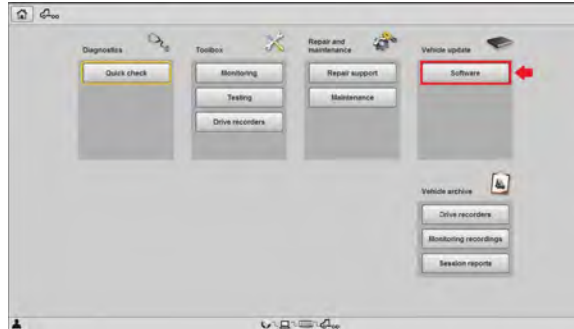 Diagnostics
Quick check
Toolbox
Monitoring
Testing
Drive recorders
Repair and
maintenance
Repair support
Maintenance
Vehicle update
Software
Vehicle archive
Drive recorders
Monitoring recordings
Session reports